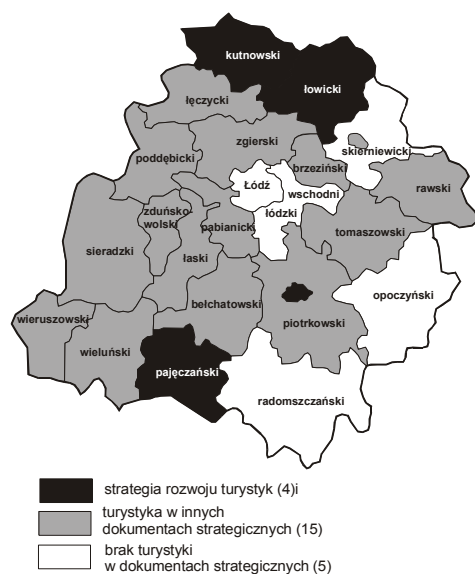 kutnowski
łowicki
łęczycki
zgierski
skierniewicki
poddębicki
brzeziński
rawski
Łódź
wschodni
zduńsko-
wolski
łódzki
pabianicki
sieradzki
łaski
tomaszowski
bełchatowski
opoczyński
wieruszowski
piotrkowski
wieluński
pajęczański
radomszczański
strategia rozwoju turystyk (4)i
turystyka w innych
dokumentach strategicznych (15)
brak turystyki
w dokumentach strategicznych (5)